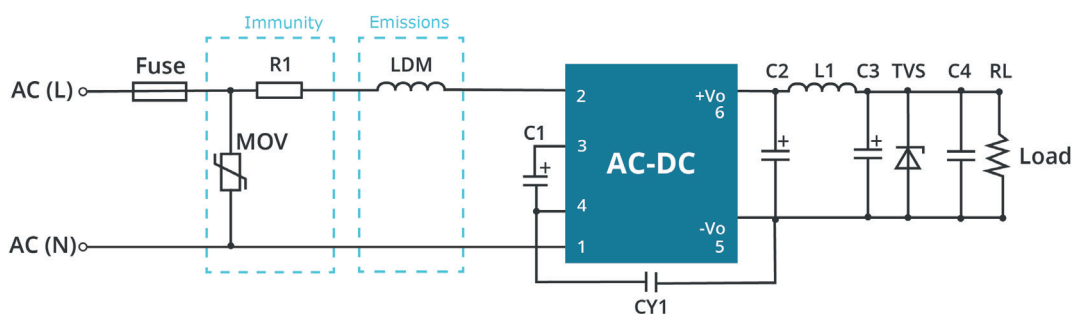 Immunity
Emissions
Fuse
R1
LDM
C2
L1
C3
TVS
C4
RL
AC (L)
2
+Vo
6
MOV
C1
3
+
+
+
AC-DC
Load
4
-Vo
5
AC (N)
1
CY1